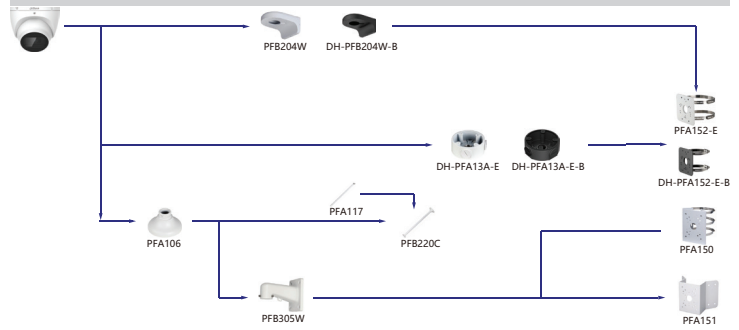 PFB204W
DH-PFB204W-B
PFA152-E
DH-PFA13A-E
DH-PFA13A-E-B
DH-PFA152-E-B
PFA117
PFA106
PFB220C
PFA150
PFB305W
PFA151